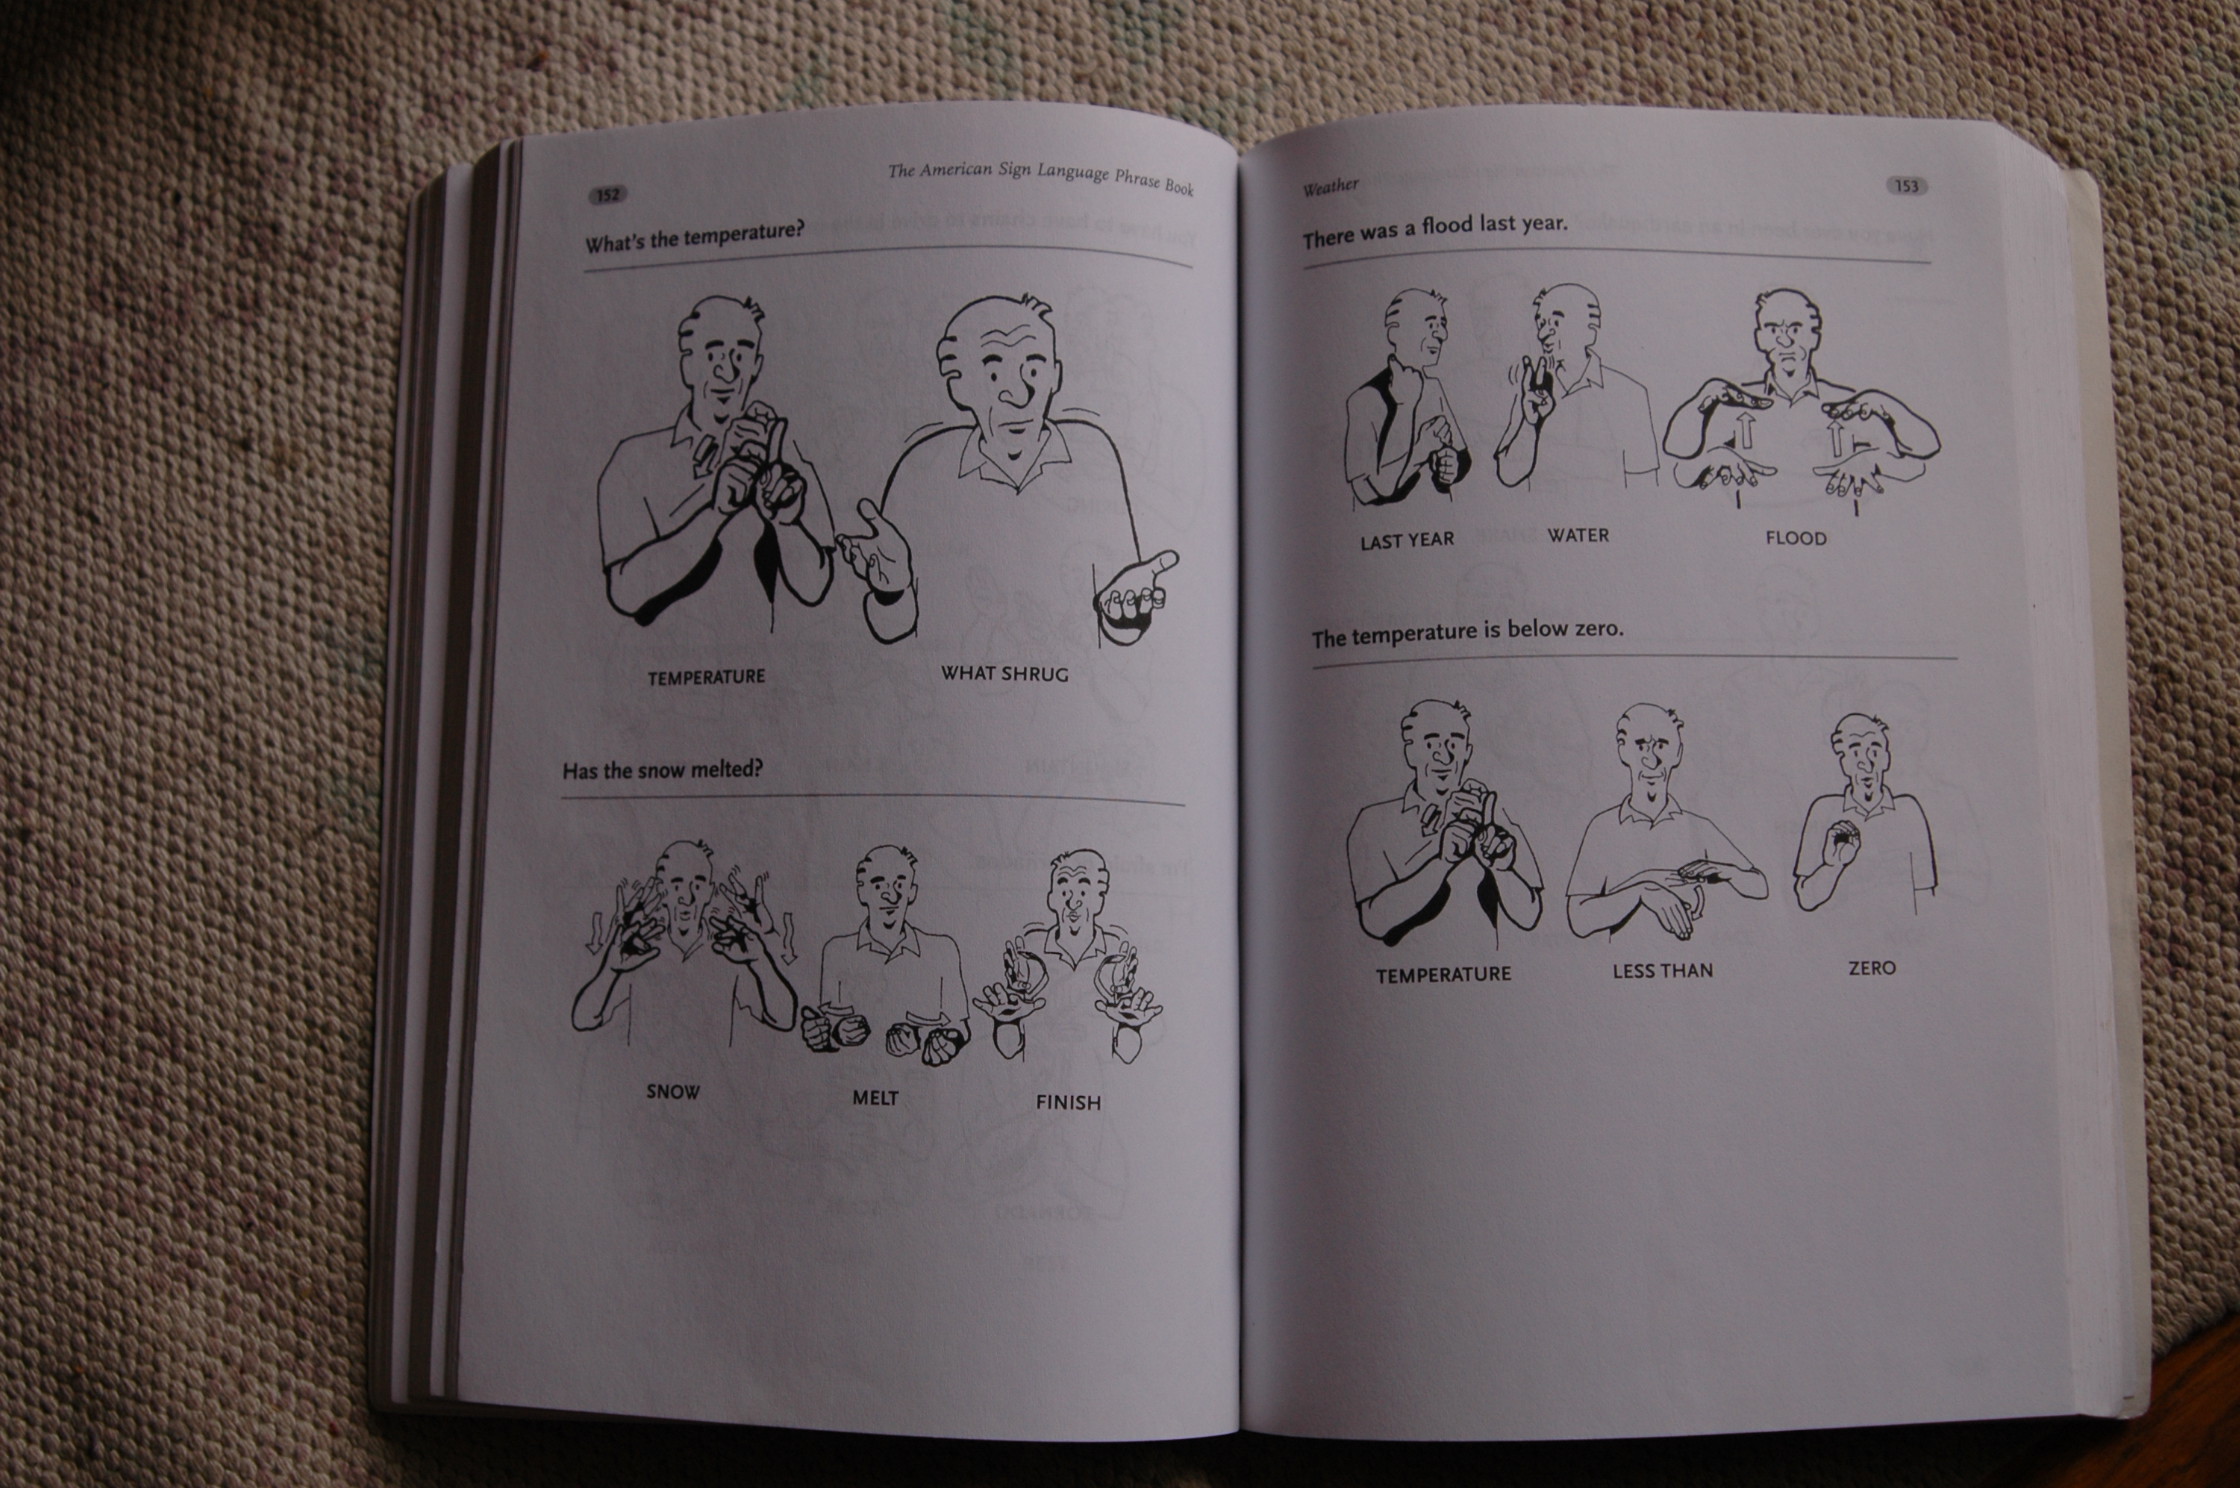 152
The American Sign Language Phrase Book
What's the temperature?
TEMPERATURE WHAT SHRUG
Has the snow melted?
SNOW MELT FINISH
Weather
153
There was a flood last year.
LAST YEAR WATER FLOOD
The temperature is below zero.
TEMPERATURE LESS THAN ZERO